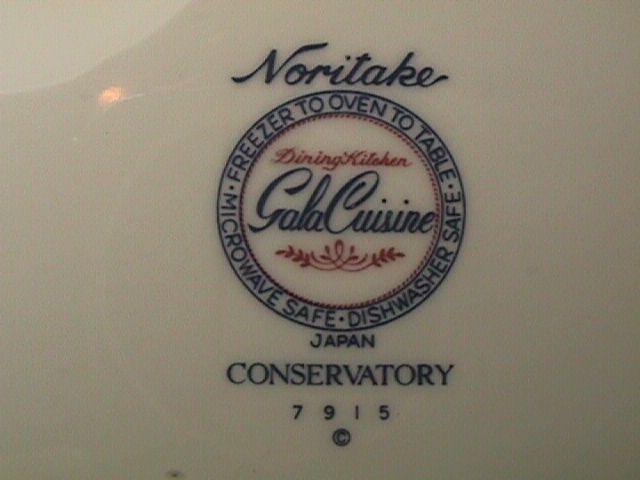 Noritake
FREEZER TO OVEN TO TABLE · DISHWASHER SAFE · MICROWAVE SAFE ·
Dining Kitchen
Gala Cuisine
JAPAN
CONSERVATORY
7915
©